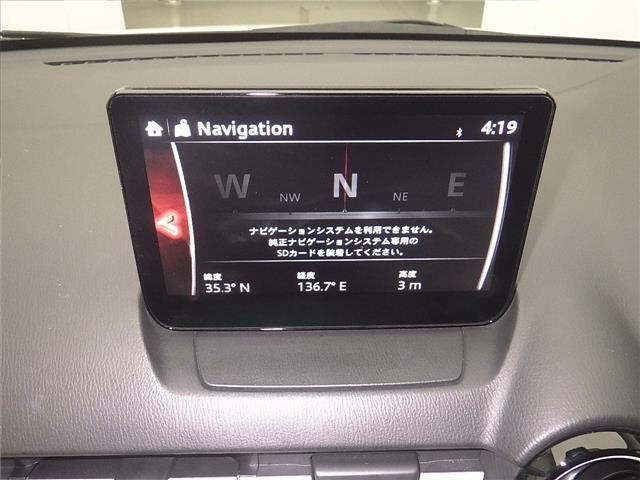 Navigation 4:19
W NW N NE E
ナビゲーションシステムを利用できません。
純正ナビゲーションシステム専用の
SDカードを装着してください。
緯度 経度 高度
35.3° N 136.7° E 3 m